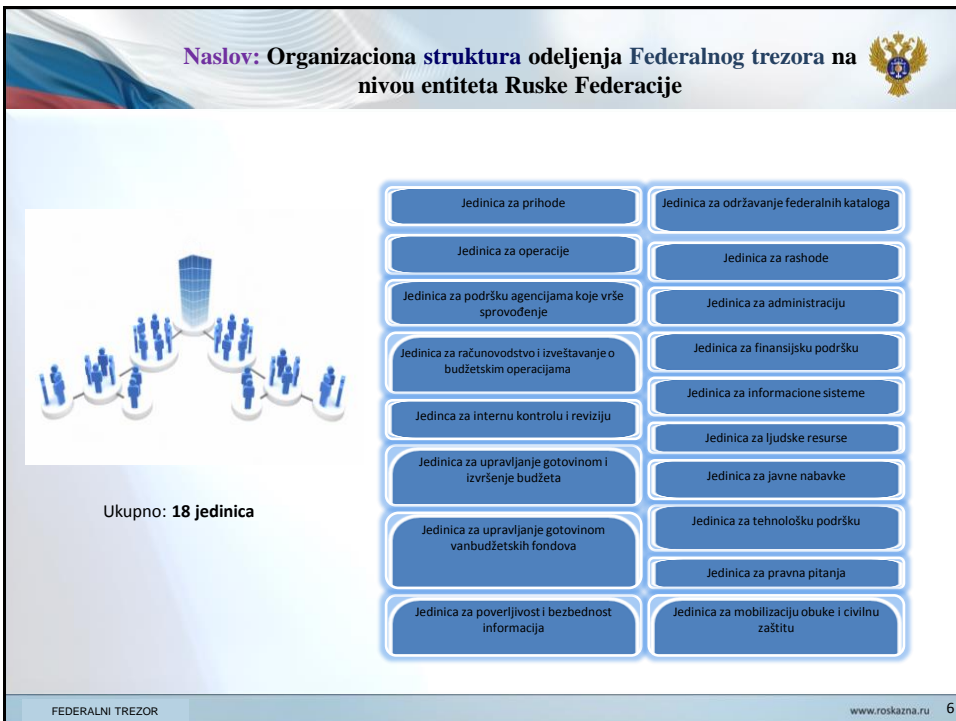 Naslov: Organizaciona struktura odeljenja Federalnog trezora na
nivou entiteta Ruske Federacije
Jedinica za prihode
Jedinica za operacije
Jedinica za podršku agencijama koje vrše
sprovođenje
Jedinica za računovodstvo i izveštavanje o
budžetskim operacijama
Jedinca za internu kontrolu i reviziju
Jedinica za upravljanje gotovinom i
izvršenje budžeta
Jedinica za upravljanje gotovinom
vanbudžetskih fondova
Jedinica za poverljivost i bezbednost
informacija
Jedinica za održavanje federalnih kataloga
Jedinica za rashode
Jedinica za administraciju
Jedinica za finansijsku podršku
Jedinica za informacione sisteme
Jedinica za ljudske resurse
Jedinica za javne nabavke
Jedinica za tehnološku podršku
Jedinica za pravna pitanja
Jedinica za mobilizaciju obuke i civilnu
zaštitu
Ukupno: 18 jedinica
FEDERALNI TREZOR
www.roskazna.ru 6